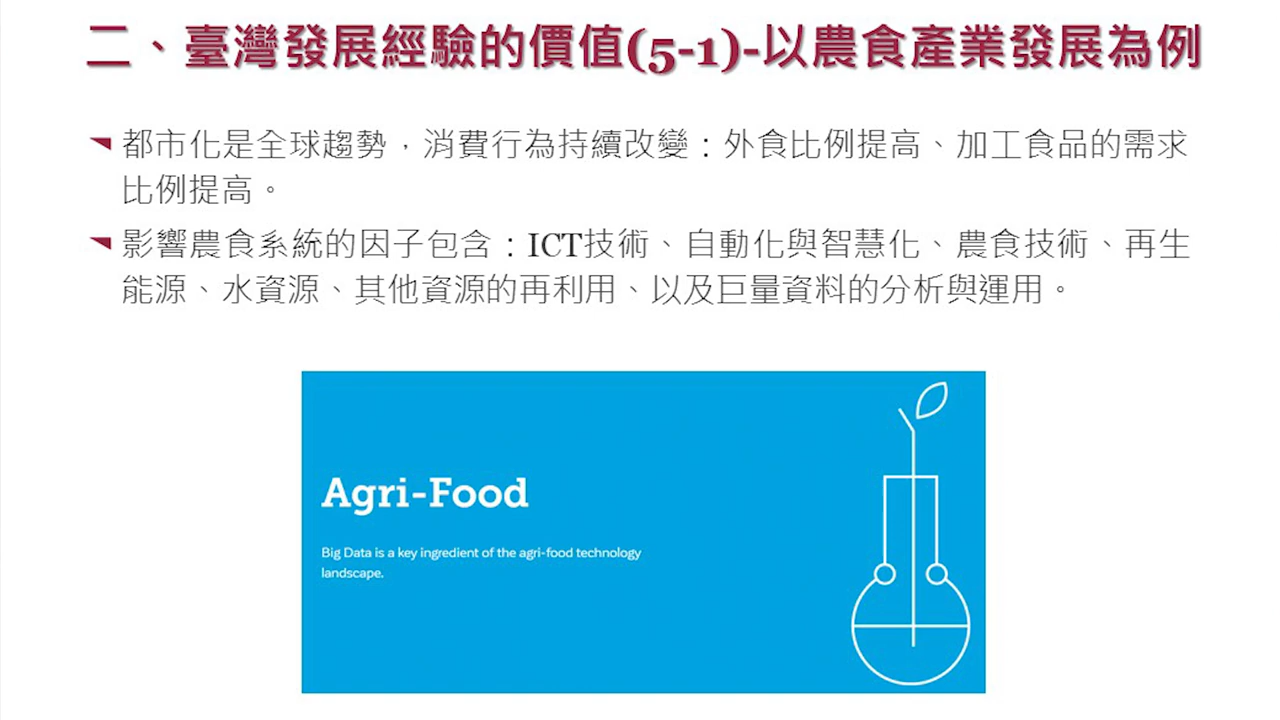 二、臺灣發展經驗的價值(5-1)-以農食產業發展為例
都市化是全球趨勢，消費行為持續改變：外食比例提高、加工食品的需求
比例提高。
影響農食系統的因子包含：ICT技術、自動化與智慧化、農食技術、再生
能源、水資源、其他資源的再利用、以及巨量資料的分析與運用。
Agri-Food
Big Data is a key ingredient of the agri-food technology
landscape.